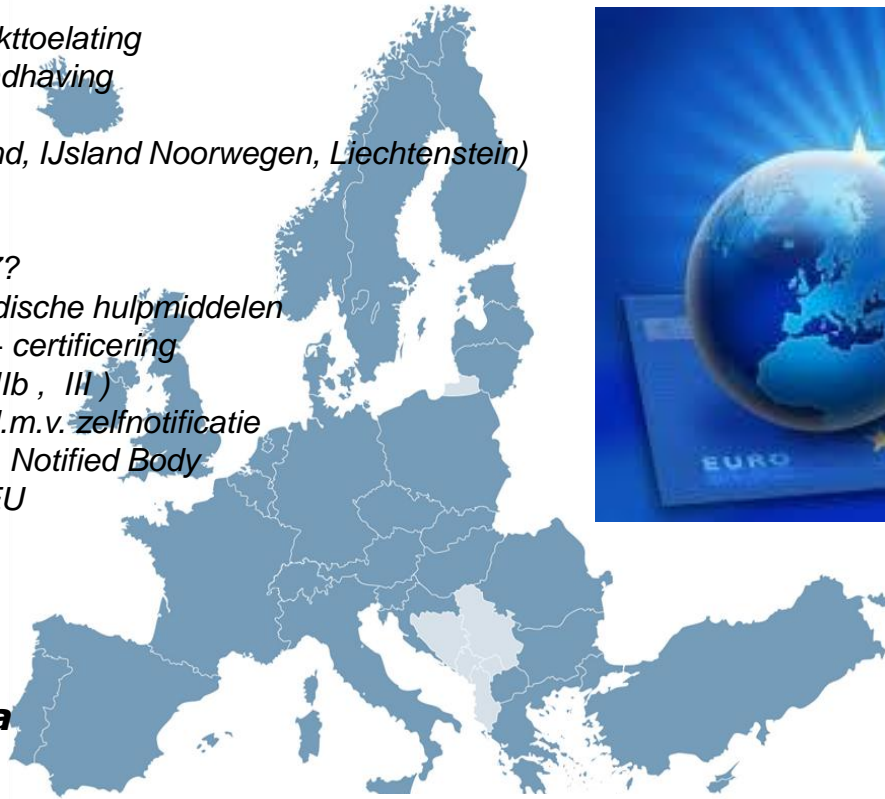 kttoelating
dhaving
nd, IJsland Noorwegen, Liechtenstein)
?
dische hulpmiddelen
- certificering
IIb , III )
l.m.v. zelfnotificatie
Notified Body
EU
a
EURO